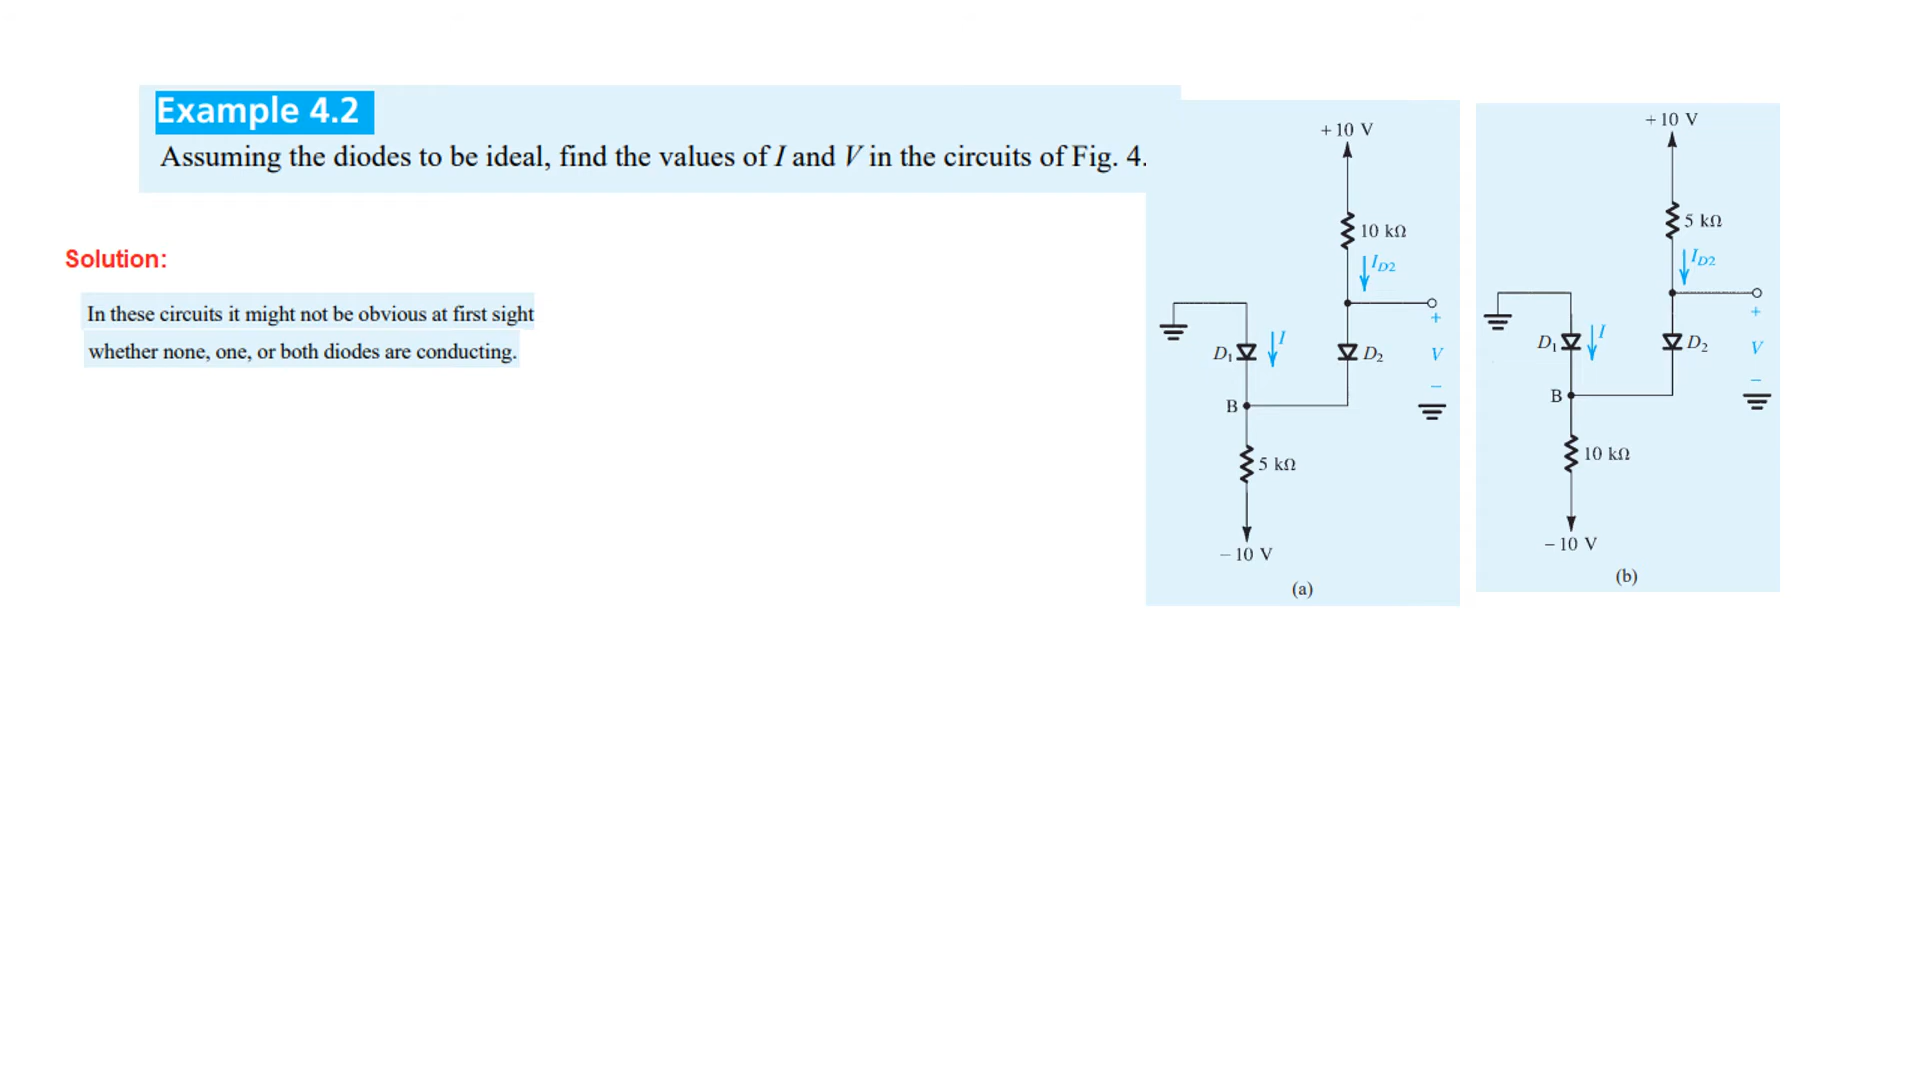 Example 4.2
Assuming the diodes to be ideal, find the values of I and V in the circuits of Fig. 4.
Solution:
In these circuits it might not be obvious at first sight
whether none, one, or both diodes are conducting.
+10 V
10 kΩ
I_D2
+
D1
I
D2
V
−
B
5 kΩ
−10 V
(a)
+10 V
5 kΩ
I_D2
+
D1
I
D2
V
−
B
10 kΩ
−10 V
(b)